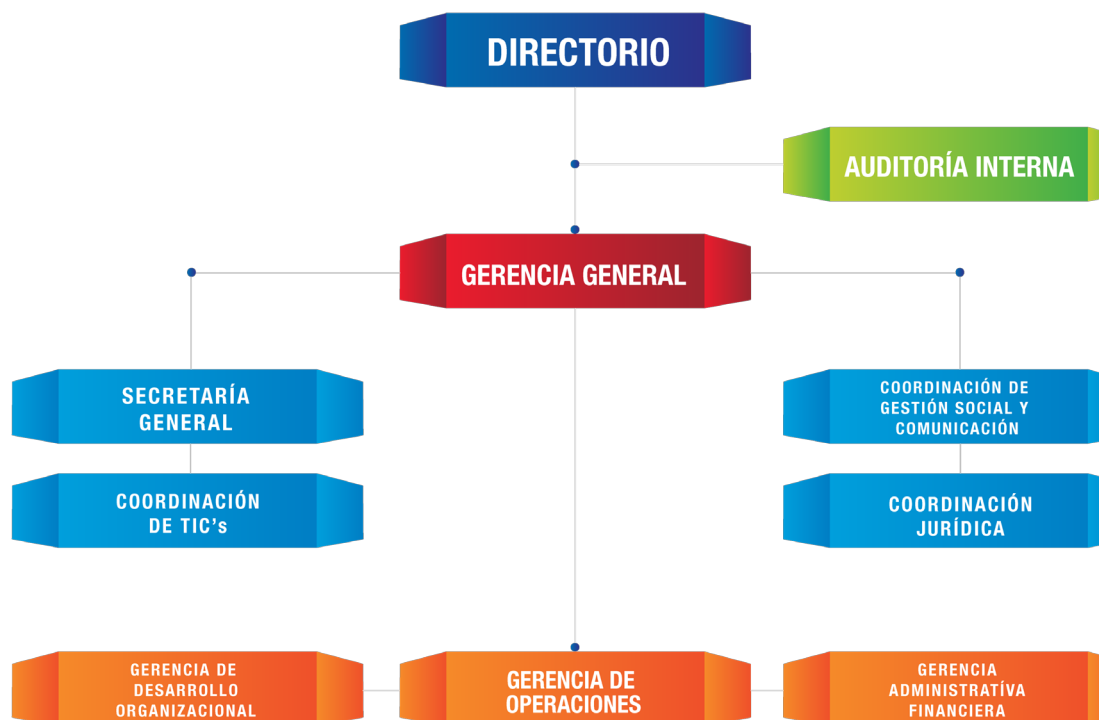 DIRECTORIO
AUDITORÍA INTERNA
GERENCIA GENERAL
SECRETARÍA
GENERAL
COORDINACIÓN DE
GESTIÓN SOCIAL Y
COMUNICACIÓN
COORDINACIÓN
DE TIC's
COORDINACIÓN
JURÍDICA
GERENCIA DE
DESARROLLO
ORGANIZACIONAL
GERENCIA DE
OPERACIONES
GERENCIA
ADMINISTRATÍVA
FINANCIERA